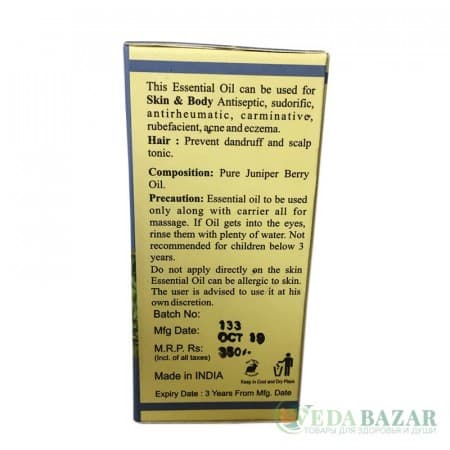 This Essential Oil can be used for
Skin & Body Antiseptic, sudorific,
antirheumatic, carminative,
rubefacient, acne and eczema.
Hair : Prevent dandruff and scalp
tonic.
Composition: Pure Juniper Berry
Oil.
Precaution: Essential oil to be used
only along with carrier all for
massage. If Oil gets into the eyes,
rinse them with plenty of water. Not
recommended for children below 3
years.
Do not apply directly on the skin
Essential Oil can be allergic to skin.
The user is advised to use it at his
own discretion.
Batch No: 133
Mfg Date: OCT 19
M.R.P. Rs: 350/-
(Incl. of all taxes)
Made in INDIA
Keep in Cool and Dry Place
Expiry Date : 3 Years From Mfg. Date
VEDA BAZAR
ТОВАРЫ ДЛЯ ЗДОРОВЬЯ И ДУШИ